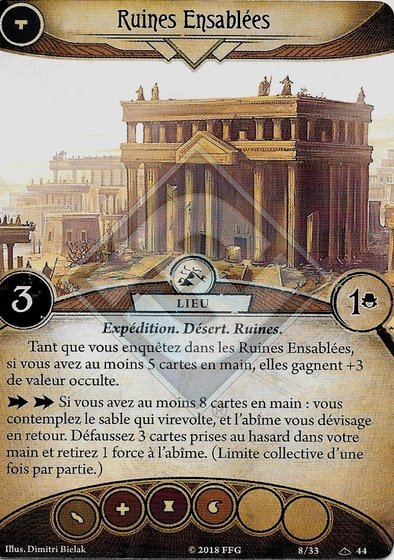 Ruines Ensablées
3
LIEU
1
Expédition. Désert. Ruines.
Tant que vous enquêtez dans les Ruines Ensablées,
si vous avez au moins 5 cartes en main, elles gagnent +3
de valeur occulte.
Si vous avez au moins 8 cartes en main : vous
contemplez le sable qui virevolte, et l'abîme vous dévisage
en retour. Défaussez 3 cartes prises au hasard dans votre
main et retirez 1 force à l'abîme. (Limite collective d'une
fois par partie.)
Illus. Dimitri Bielak © 2018 FFG 8/33 44